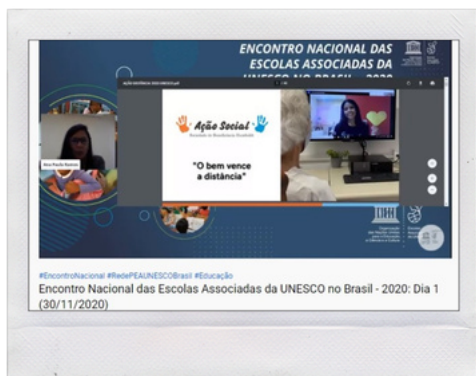 ENCONTRO NACIONAL DAS
ESCOLAS ASSOCIADAS DA
UNESCO NO BRASIL - 2020
Ação Social
"O bem vence
a distância"
#EncontroNacional #RedePEAUNESCOBrasil #Educação
Encontro Nacional das Escolas Associadas da UNESCO no Brasil - 2020: Dia 1
(30/11/2020)